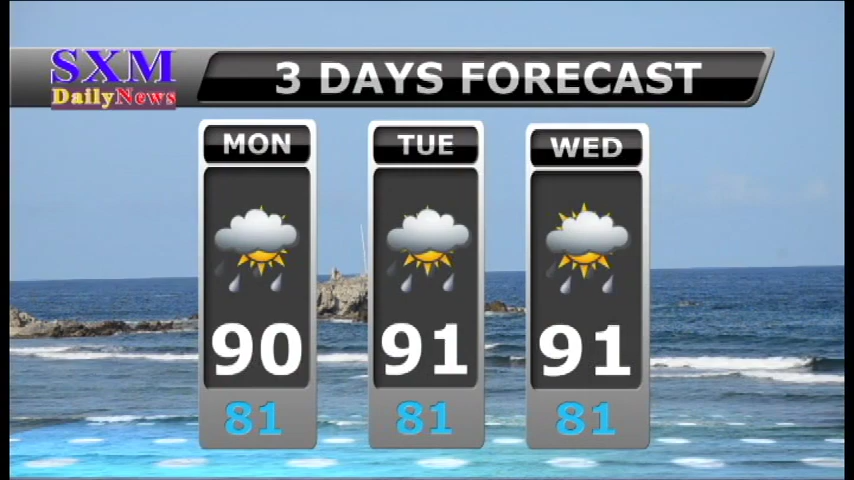 SXM
DailyNews
3 DAYS FORECAST
MON
TUE
WED
90
91
91
81
81
81